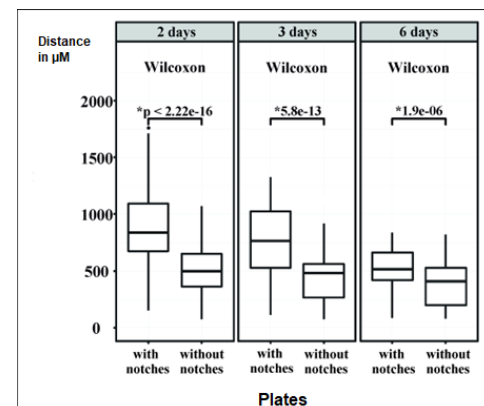 Distance
in µM
2 days 3 days 6 days
Wilcoxon Wilcoxon Wilcoxon
2000
*p < 2.22e-16 *5.8e-13 *1.9e-06
1500
1000
500
0
with without with without with without
notches notches notches notches notches notches
Plates